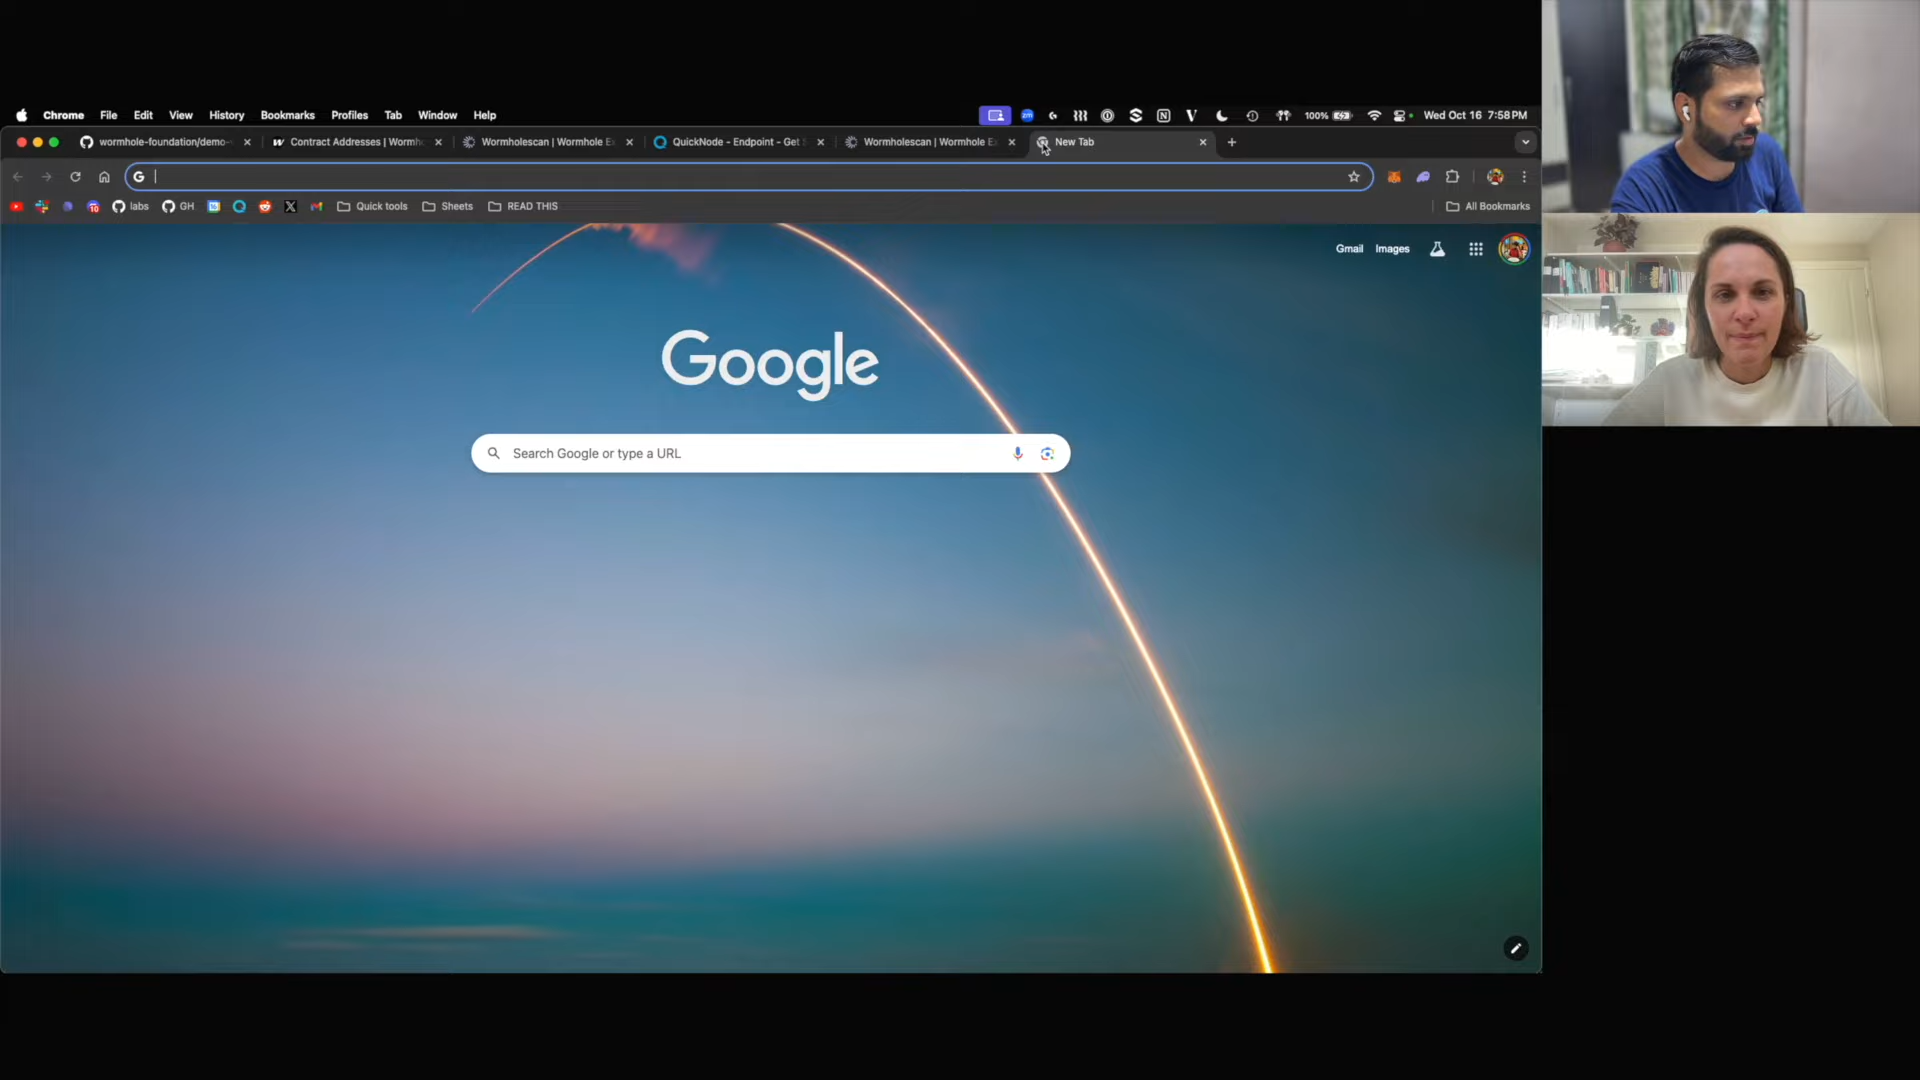 Chrome File Edit View History Bookmarks Profiles Tab Window Help 100% Wed Oct 16 7:58 PM
wormhole-foundation/demo- Contract Addresses | Wormh Wormholescan | Wormhole E QuickNode - Endpoint - Get Wormholescan | Wormhole E New Tab
labs GH Quick tools Sheets READ THIS All Bookmarks
Gmail Images
Google
Search Google or type a URL